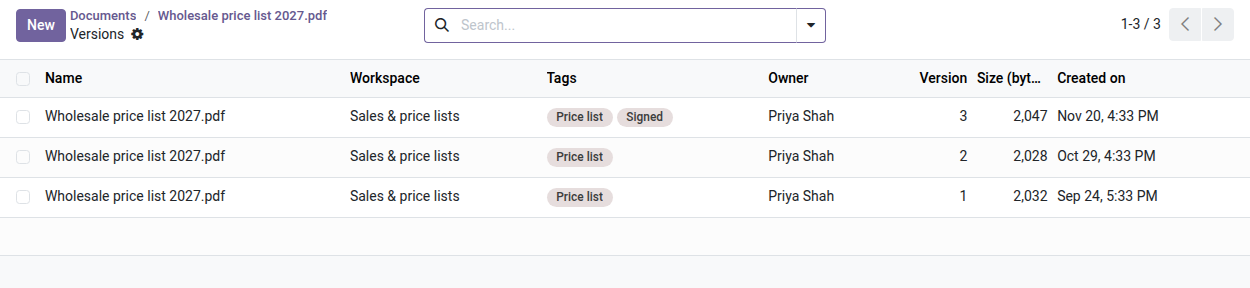 New
Documents / Wholesale price list 2027.pdf
Versions
Search...
1-3 / 3
Name Workspace Tags Owner Version Size (byt... Created on
Wholesale price list 2027.pdf Sales & price lists Price list Signed Priya Shah 3 2,047 Nov 20, 4:33 PM
Wholesale price list 2027.pdf Sales & price lists Price list Priya Shah 2 2,028 Oct 29, 4:33 PM
Wholesale price list 2027.pdf Sales & price lists Price list Priya Shah 1 2,032 Sep 24, 5:33 PM